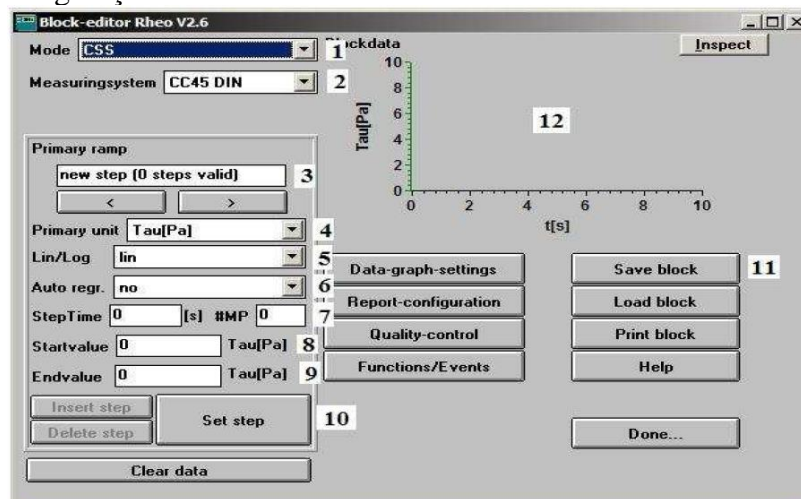 Block-editor Rheo V2.6
Mode CSS 1
Blockdata
Inspect
Measuringsystem CC45 DIN 2
10
8
6
4
2
0
Tau[Pa]
12
0 2 4 6 8 10
t[s]
Primary ramp
new step (0 steps valid) 3
< >
Primary unit Tau[Pa] 4
Lin/Log lin 5
Auto regr. no 6
StepTime 0 [s] #MP 0 7
Startvalue 0 Tau[Pa] 8
Endvalue 0 Tau[Pa] 9
Insert step
Delete step
Set step 10
Clear data
Data-graph-settings
Report-configuration
Quality-control
Functions/Events
Save block 11
Load block
Print block
Help
Done...